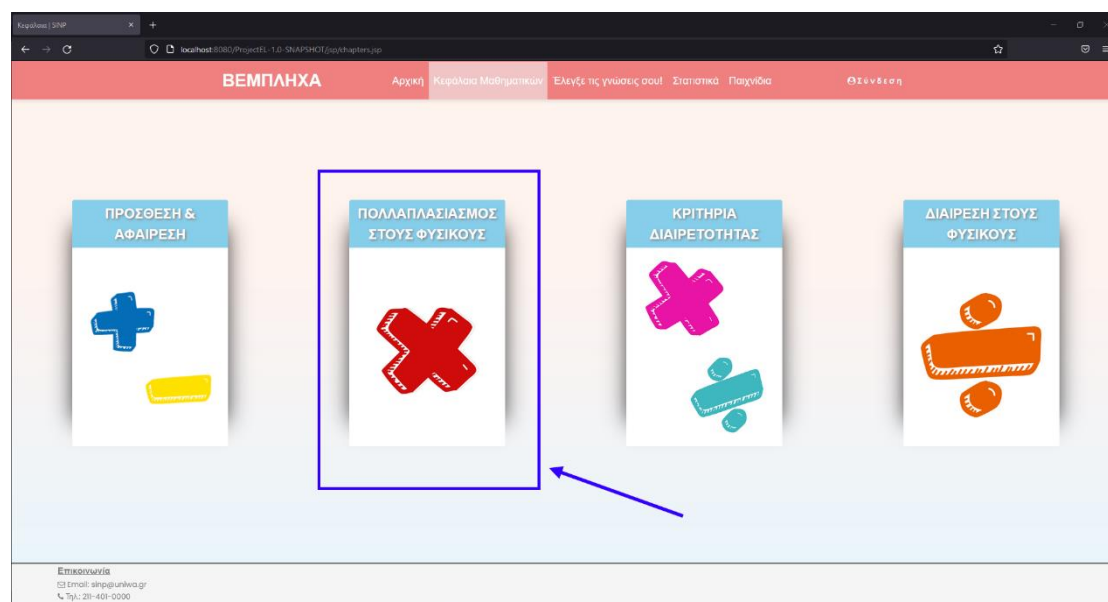 Κεφάλαια | SINP
localhost:8080/ProjectEL-1.0-SNAPSHOT/jsp/chapters.jsp
ΒΕΜΠΛΗΧΑ
Αρχική Κεφάλαια Μαθηματικών Έλεγξε τις γνώσεις σου! Στατιστικά Παιχνίδια Σύνδεση
ΠΡΟΣΘΕΣΗ &
ΑΦΑΙΡΕΣΗ
ΠΟΛΛΑΠΛΑΣΙΑΣΜΟΣ
ΣΤΟΥΣ ΦΥΣΙΚΟΥΣ
ΚΡΙΤΗΡΙΑ
ΔΙΑΙΡΕΤΟΤΗΤΑΣ
ΔΙΑΙΡΕΣΗ ΣΤΟΥΣ
ΦΥΣΙΚΟΥΣ
Επικοινωνία
Email: sinp@uniwa.gr
Τηλ.: 211-401-0000